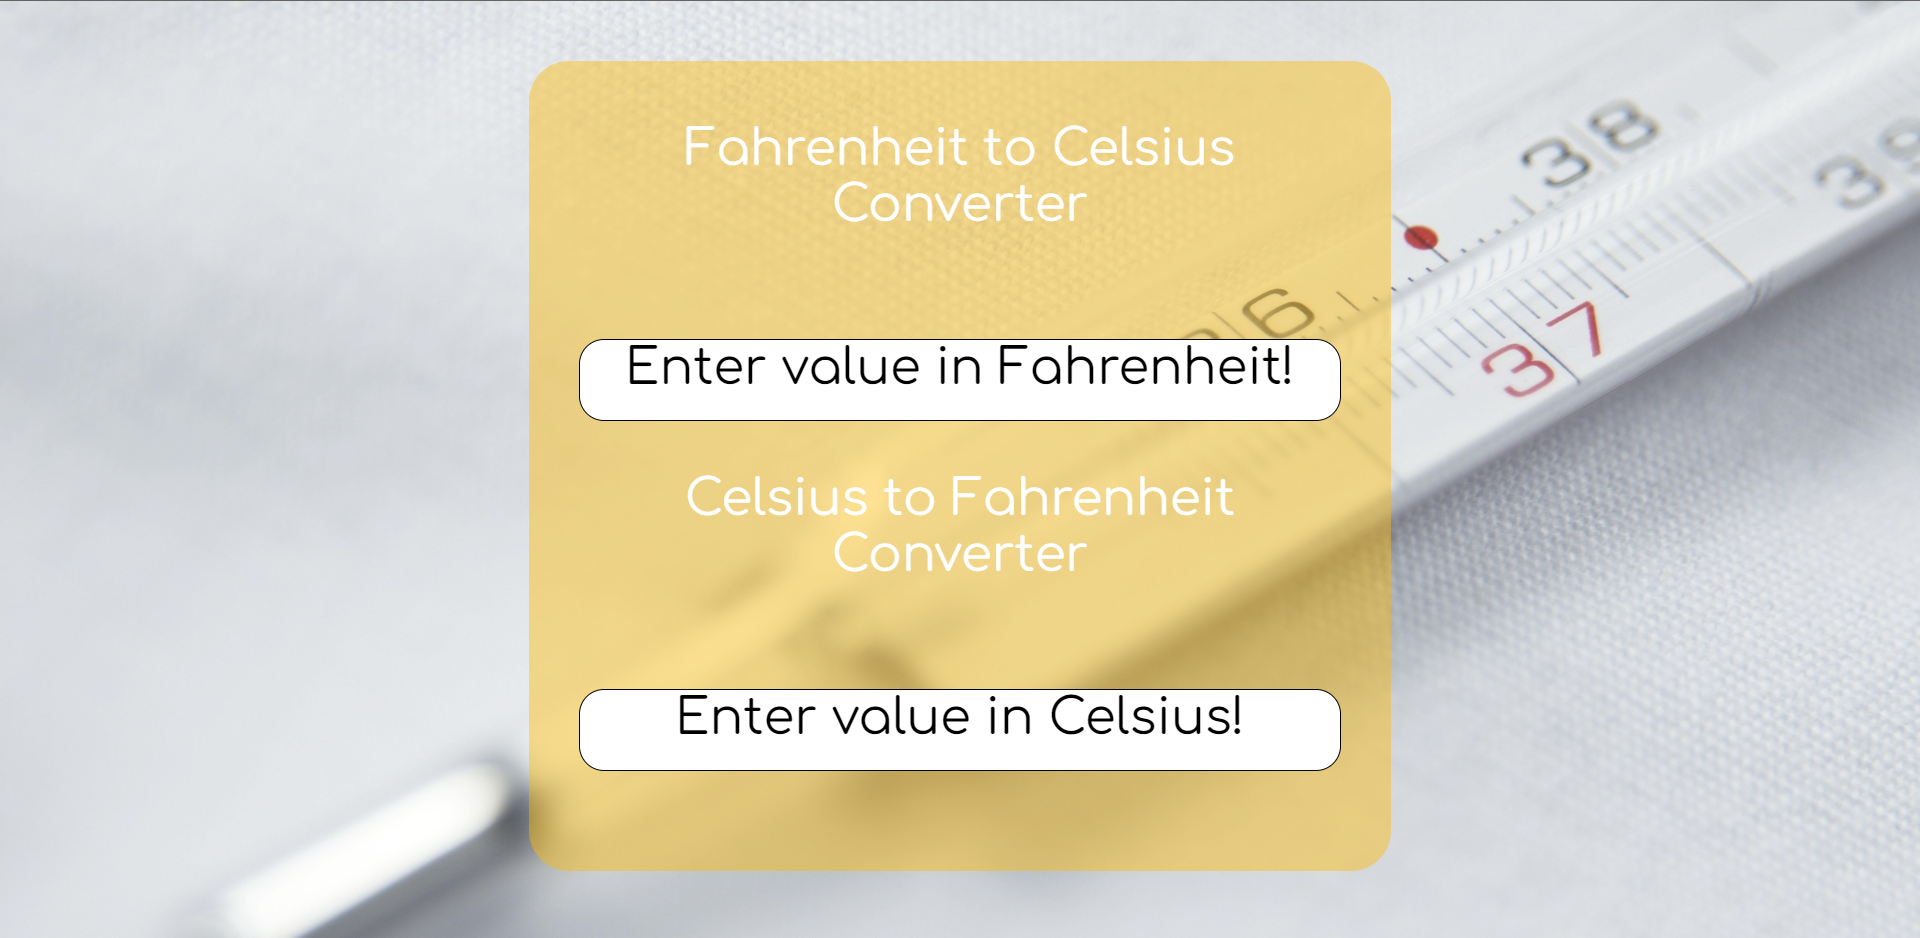 Fahrenheit to Celsius
Converter
38
39
6
37
Enter value in Fahrenheit!
Celsius to Fahrenheit
Converter
Enter value in Celsius!